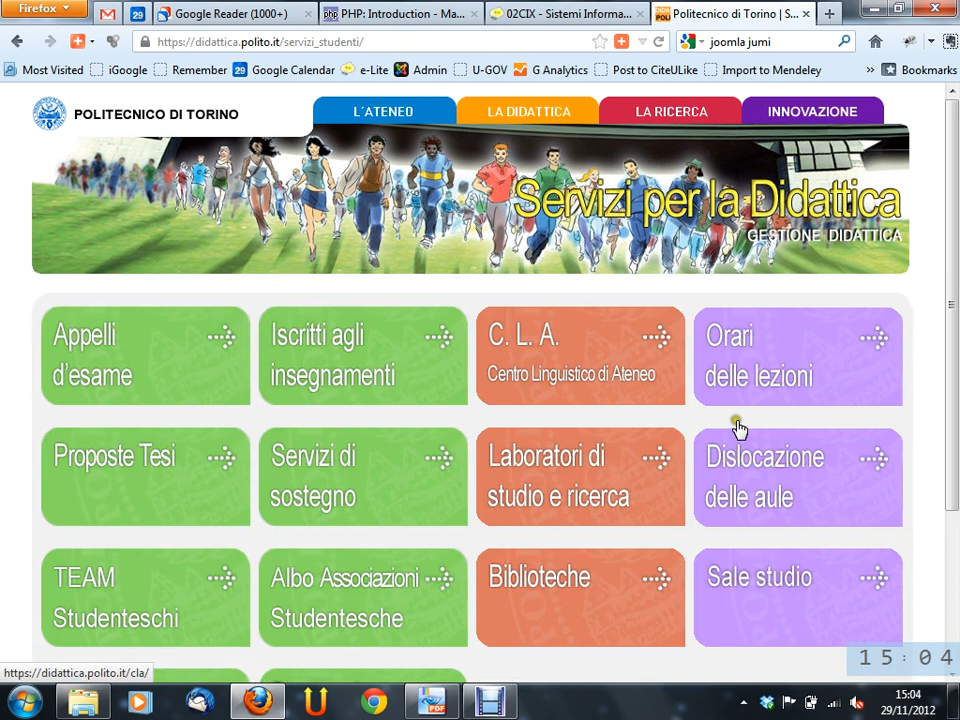 Firefox
29
Google Reader (1000+)
php PHP: Introduction - Ma...
02CIX - Sistemi Informa...
Politecnico di Torino | S...
https://didattica.polito.it/servizi_studenti/
joomla jumi
Most Visited
iGoogle
Remember
29 Google Calendar
e-Lite
Admin
U-GOV
G Analytics
Post to CiteULike
Import to Mendeley
»
Bookmarks
POLITECNICO DI TORINO
L'ATENEO
LA DIDATTICA
LA RICERCA
INNOVAZIONE
Servizi per la Didattica
GESTIONE DIDATTICA
Appelli
d'esame
Iscritti agli
insegnamenti
C. L. A.
Centro Linguistico di Ateneo
Orari
delle lezioni
Proposte Tesi
Servizi di
sostegno
Laboratori di
studio e ricerca
Dislocazione
delle aule
TEAM
Studenteschi
Albo Associazioni
Studentesche
Biblioteche
Sale studio
https://didattica.polito.it/cla/
15:04
PDF
15:04
29/11/2012